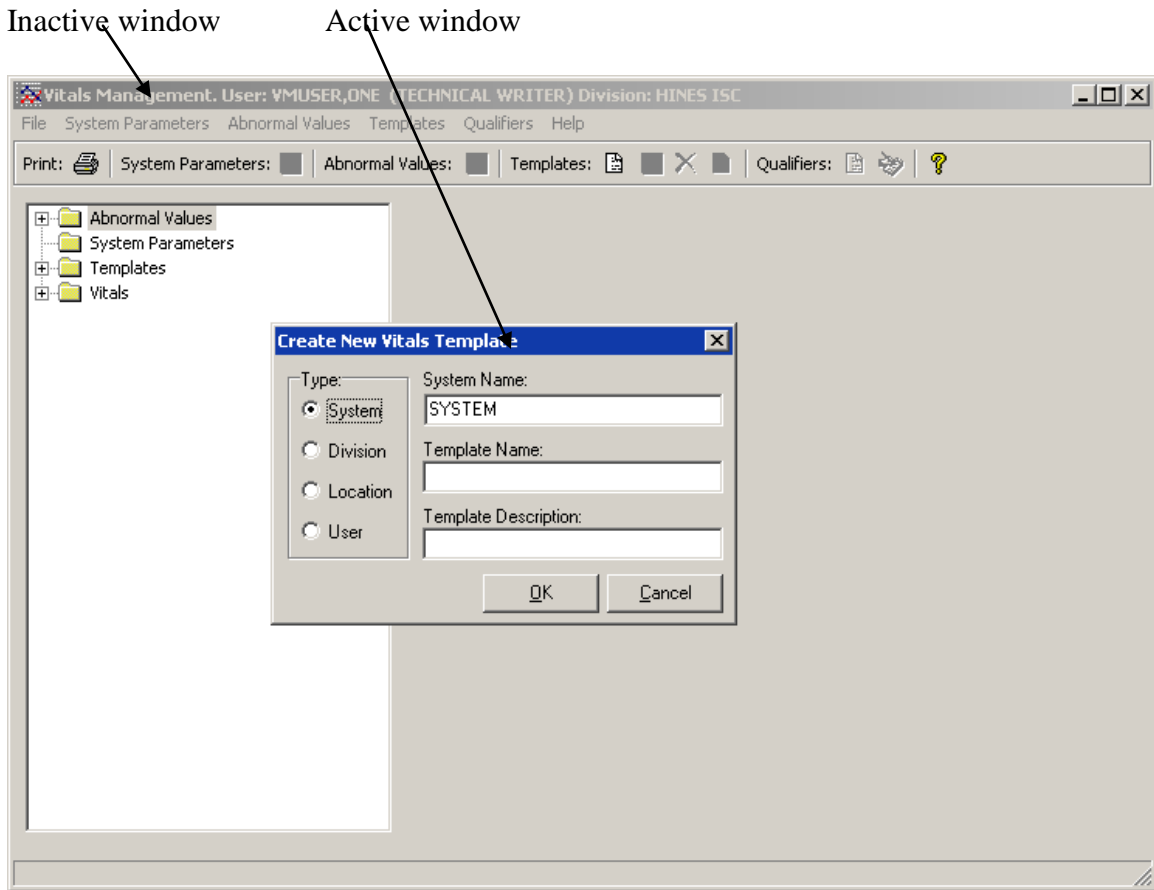 Inactive window Active window
Vitals Management. User: VMUSER,ONE (TECHNICAL WRITER) Division: HINES ISC
File System Parameters Abnormal Values Templates Qualifiers Help
Print: System Parameters: Abnormal Values: Templates: Qualifiers:
Abnormal Values
System Parameters
Templates
Vitals
Create New Vitals Template
Type:
System
Division
Location
User
System Name:
SYSTEM
Template Name:
Template Description:
OK Cancel